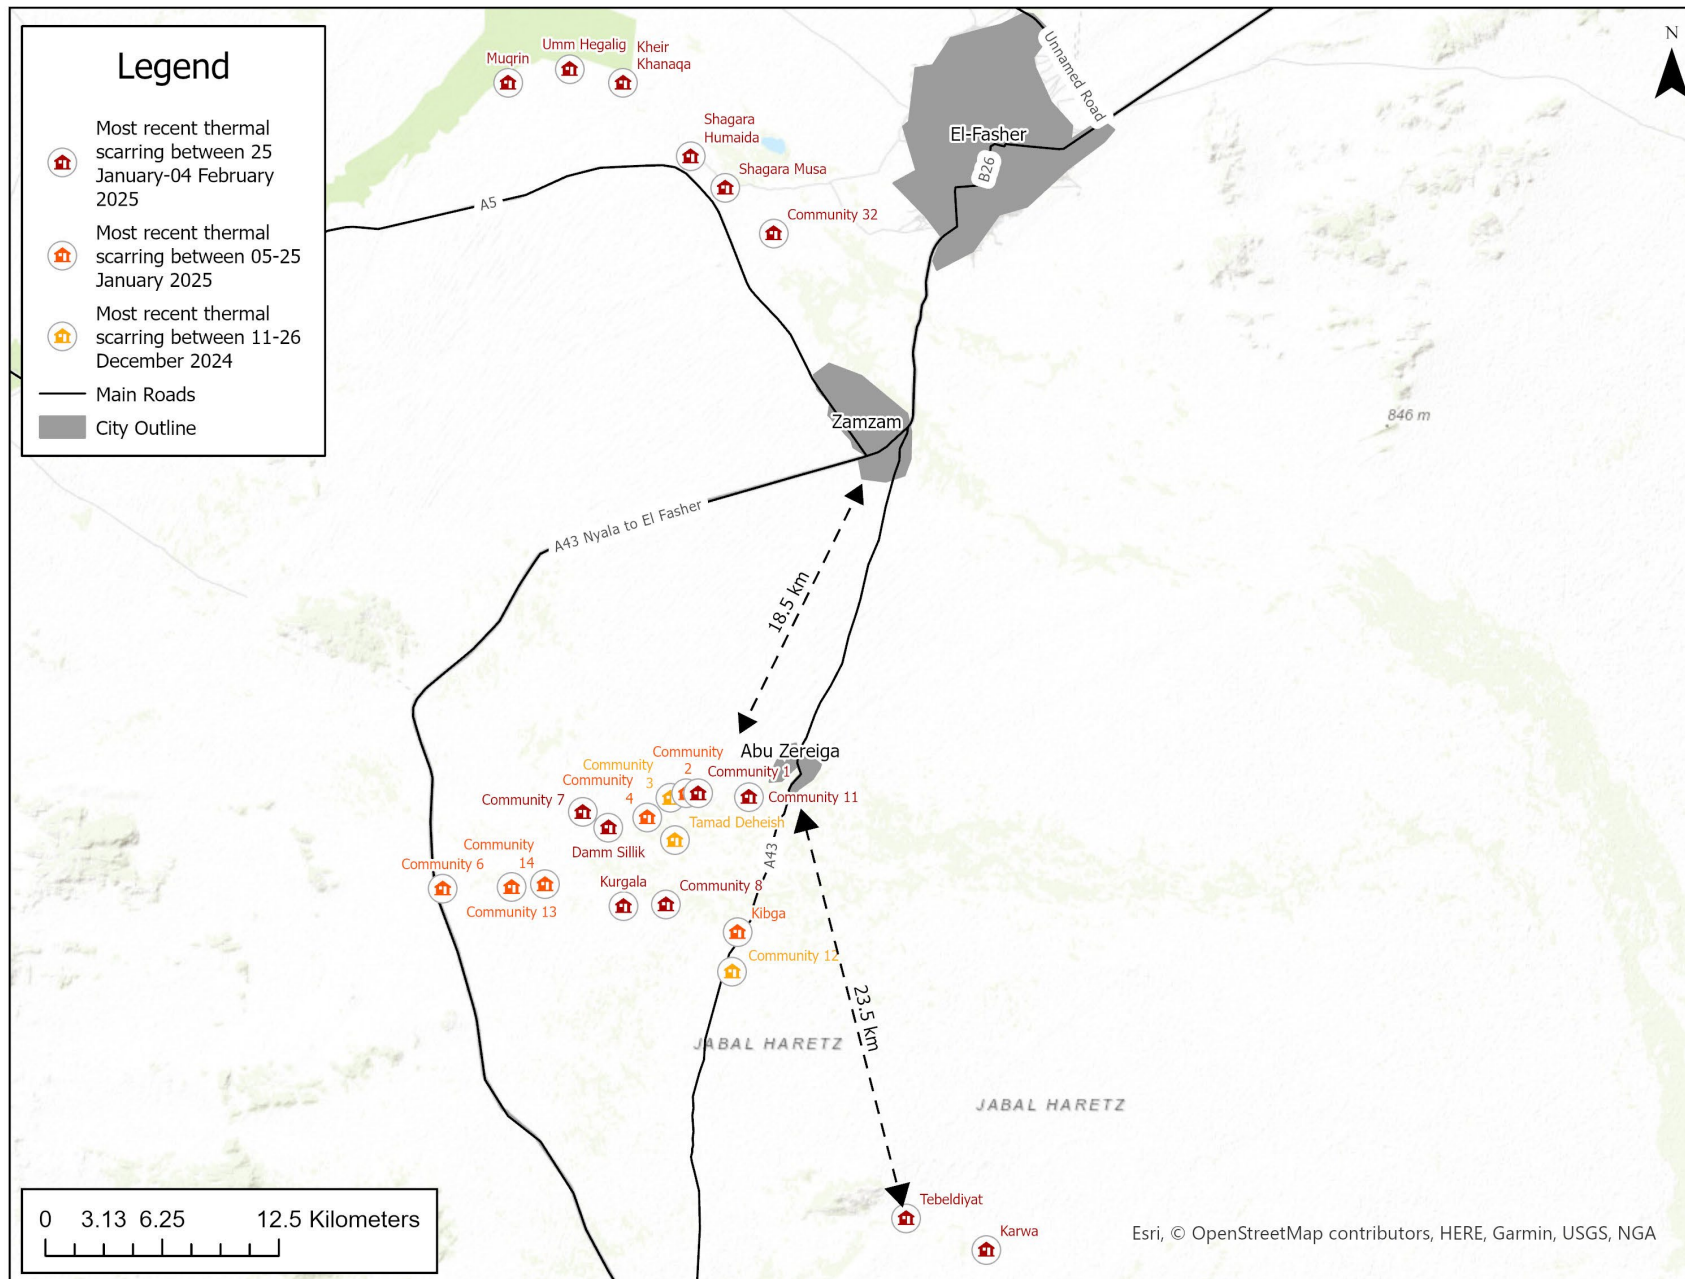 Legend
Most recent thermal
scarring between 25
January-04 February
2025
Most recent thermal
scarring between 05-25
January 2025
Most recent thermal
scarring between 11-26
December 2024
Main Roads
City Outline
N
Muqrin
Umm Hegalig
Kheir
Khanaqa
Shagara
Humaida
Shagara Musa
Community 32
Unnamed Road
El-Fasher
B26
A5
Zamzam
846 m
A43 Nyala to El Fasher
18.5 km
Abu Zereiga
Community
2
Community
3
Community
4
Community 1
Community 11
Community 7
Tamad Deheish
Damm Sillik
A43
Community
14
Community 6
Community 13
Kurgala
Community 8
Kibga
Community 12
23.5 km
JABAL HARETZ
JABAL HARETZ
Tebeldiyat
Karwa
0 3.13 6.25 12.5 Kilometers
Esri, © OpenStreetMap contributors, HERE, Garmin, USGS, NGA